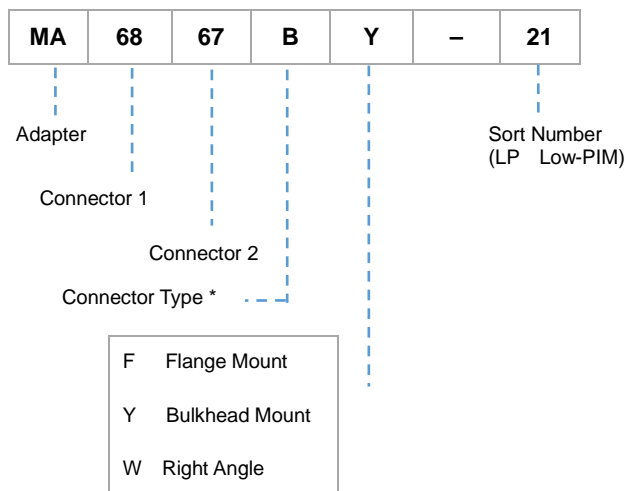 MA 68 67 B Y – 21
Adapter
Sort Number
(LP Low-PIM)
Connector 1
Connector 2
Connector Type *
F Flange Mount
Y Bulkhead Mount
W Right Angle